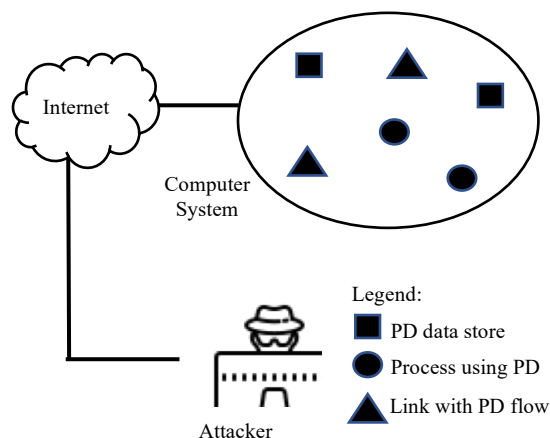 Internet
Computer
System
Legend:
PD data store
Process using PD
Link with PD flow
Attacker